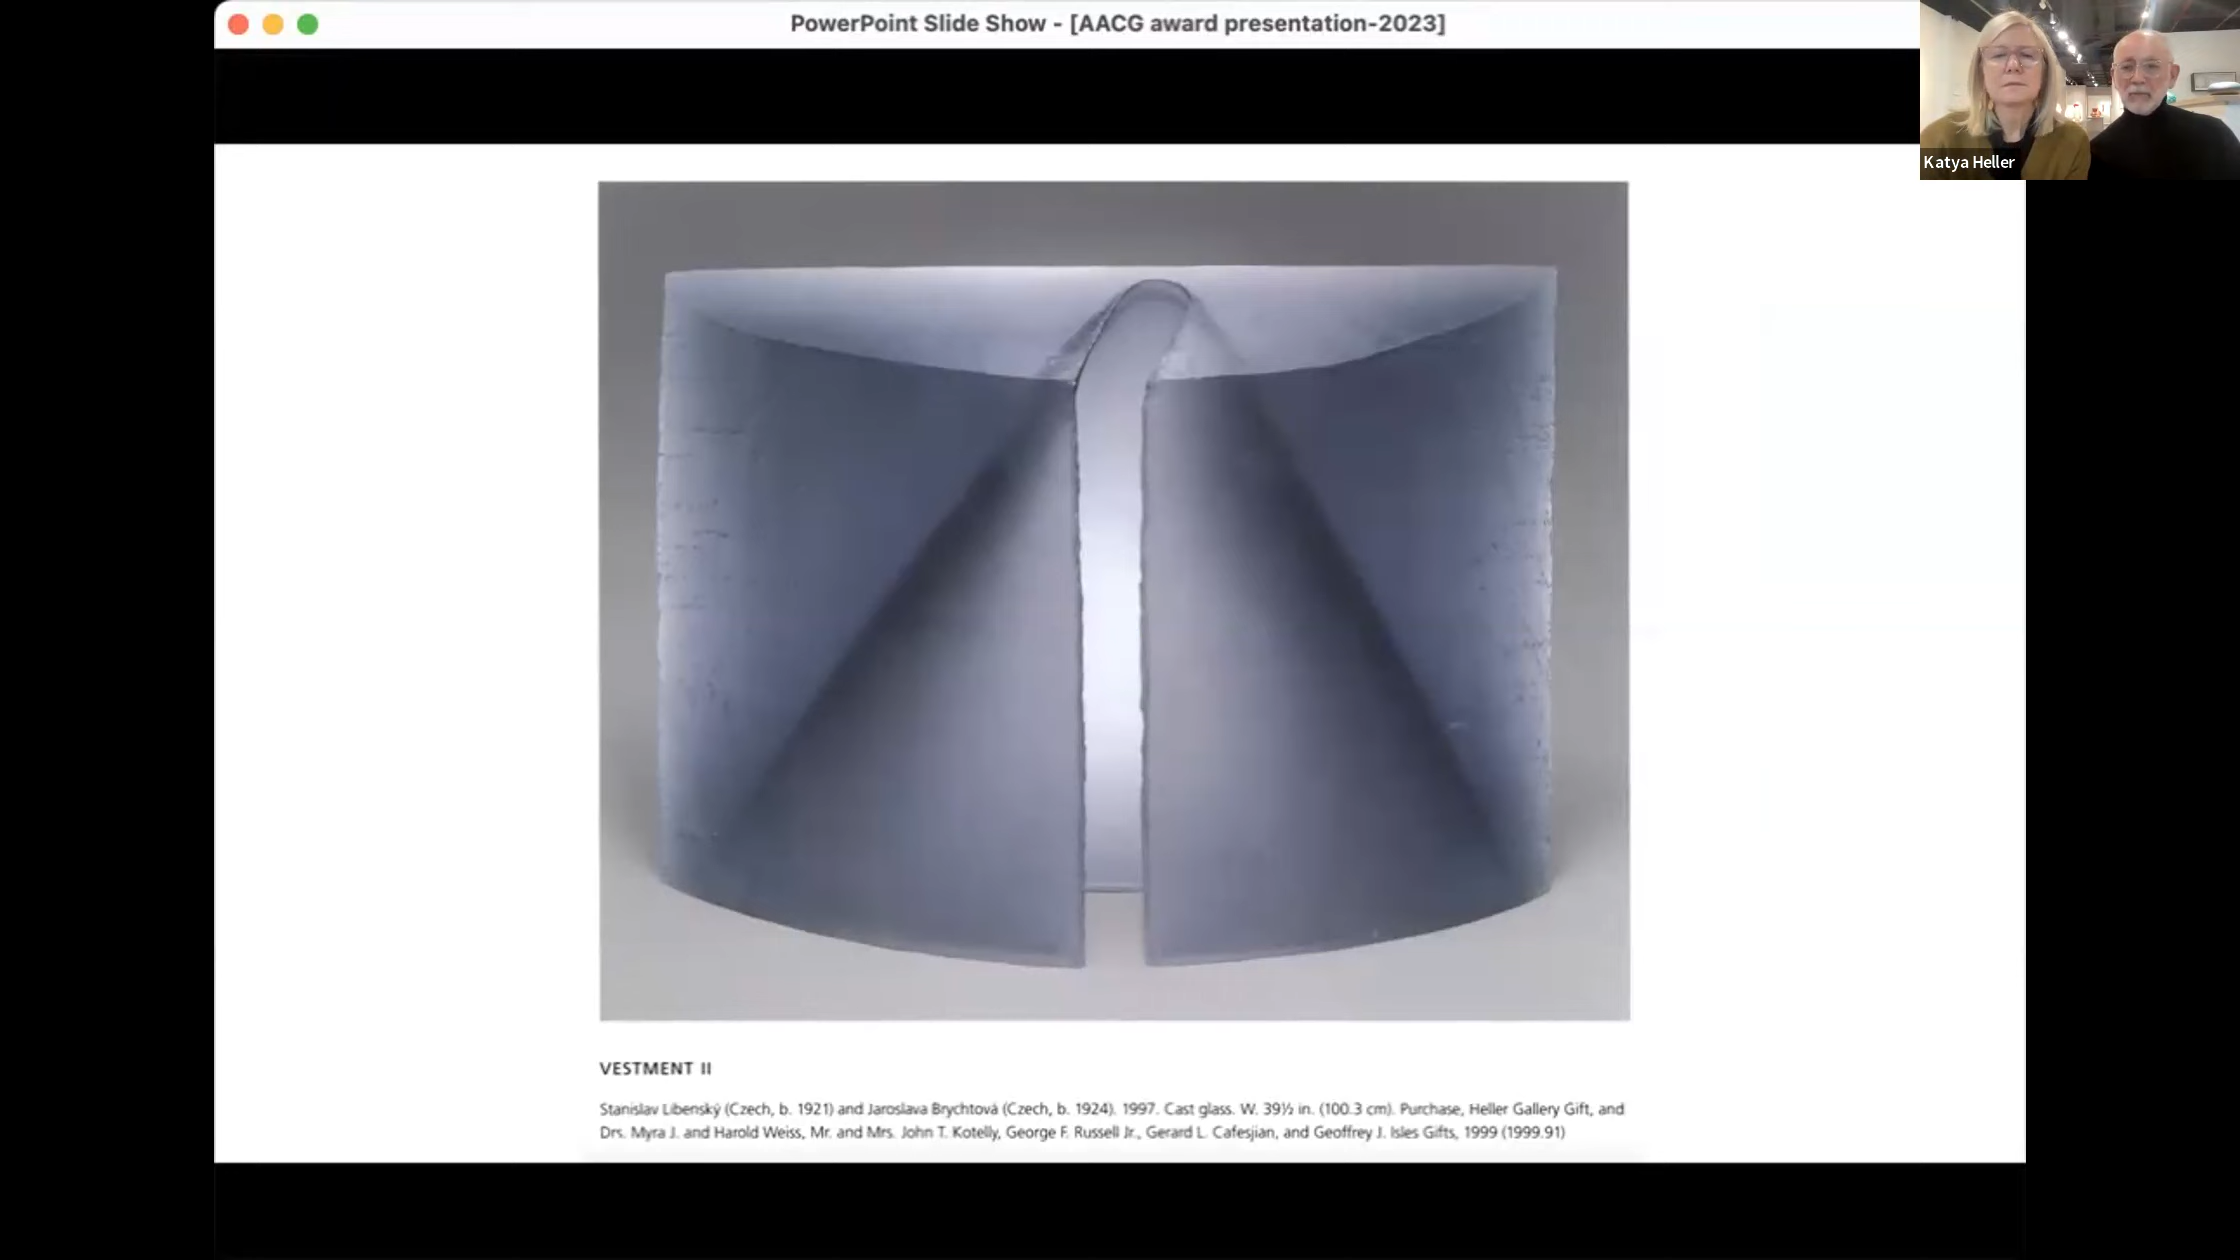 PowerPoint Slide Show - [AACG award presentation-2023]
Katya Heller
VESTMENT II
Stanislav Libenský (Czech, b. 1921) and Jaroslava Brychtová (Czech, b. 1924). 1997. Cast glass. W. 39½ in. (100.3 cm). Purchase, Heller Gallery Gift, and
Drs. Myra J. and Harold Weiss, Mr. and Mrs. John T. Kotelly, George F. Russell Jr., Gerard L. Cafesjian, and Geoffrey J. Isles Gifts, 1999 (1999.91)